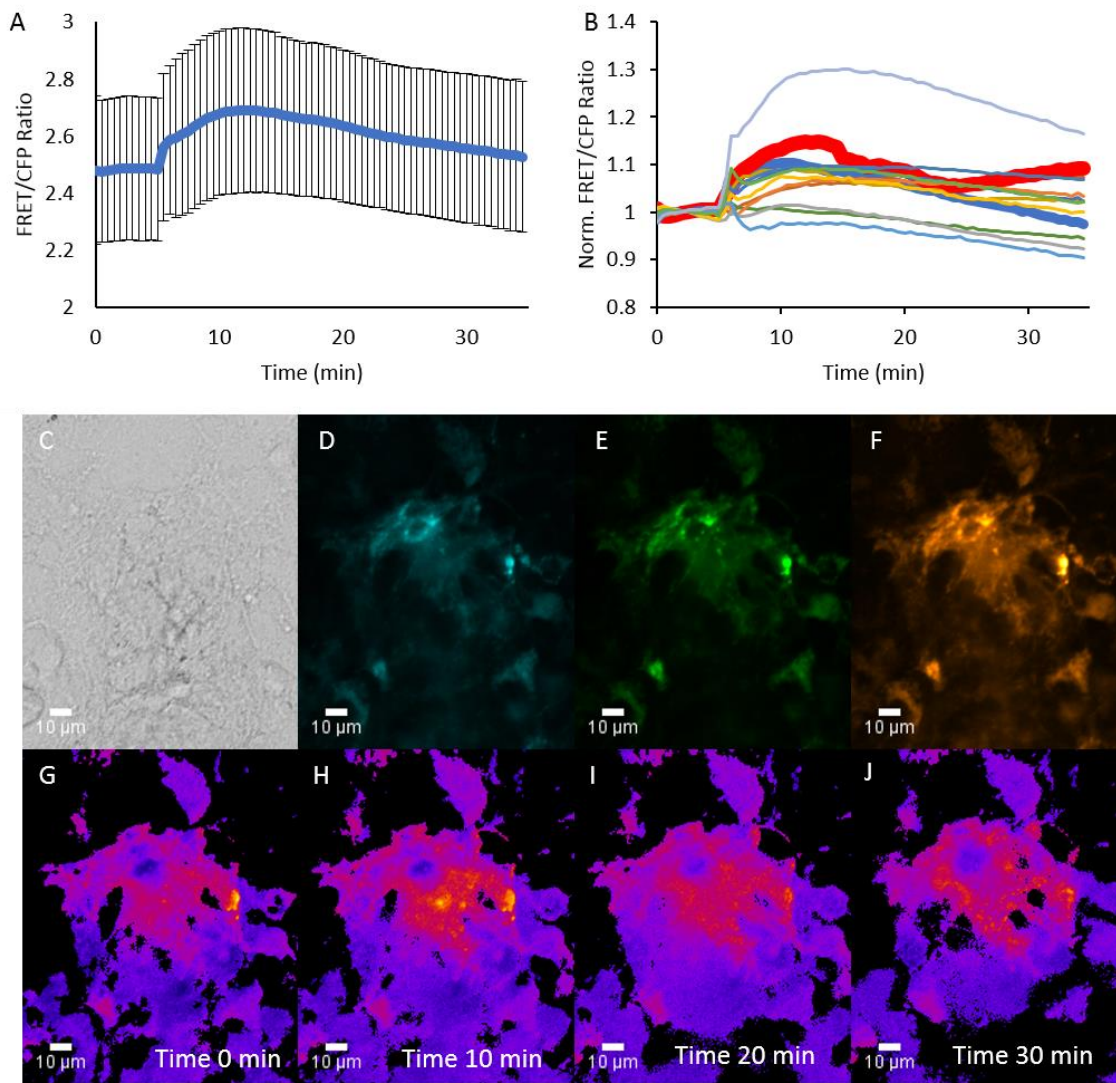 A
FRET/CFP Ratio
3
2.8
2.6
2.4
2.2
2
0
10
20
30
Time (min)
B
Norm. FRET/CFP Ratio
1.4
1.3
1.2
1.1
1
0.9
0.8
0
10
20
30
Time (min)
C
10 µm
D
10 µm
E
10 µm
F
10 µm
G
10 µm
Time 0 min
H
10 µm
Time 10 min
I
10 µm
Time 20 min
J
10 µm
Time 30 min